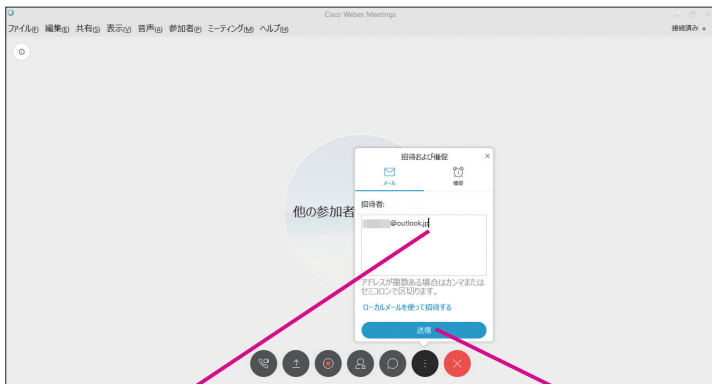 Cisco Webex Meetings
ファイル(F) 編集(E) 共有(S) 表示(V) 音声(A) 参加者(P) ミーティング(M) ヘルプ(H)
接続済み
招待および催促
メール
催促
招待者:
@outlook.jp
他の参加者
アドレスが複数ある場合はカンマまたは
セミコロンで区切ります。
ローカルメールを使って招待する
送信